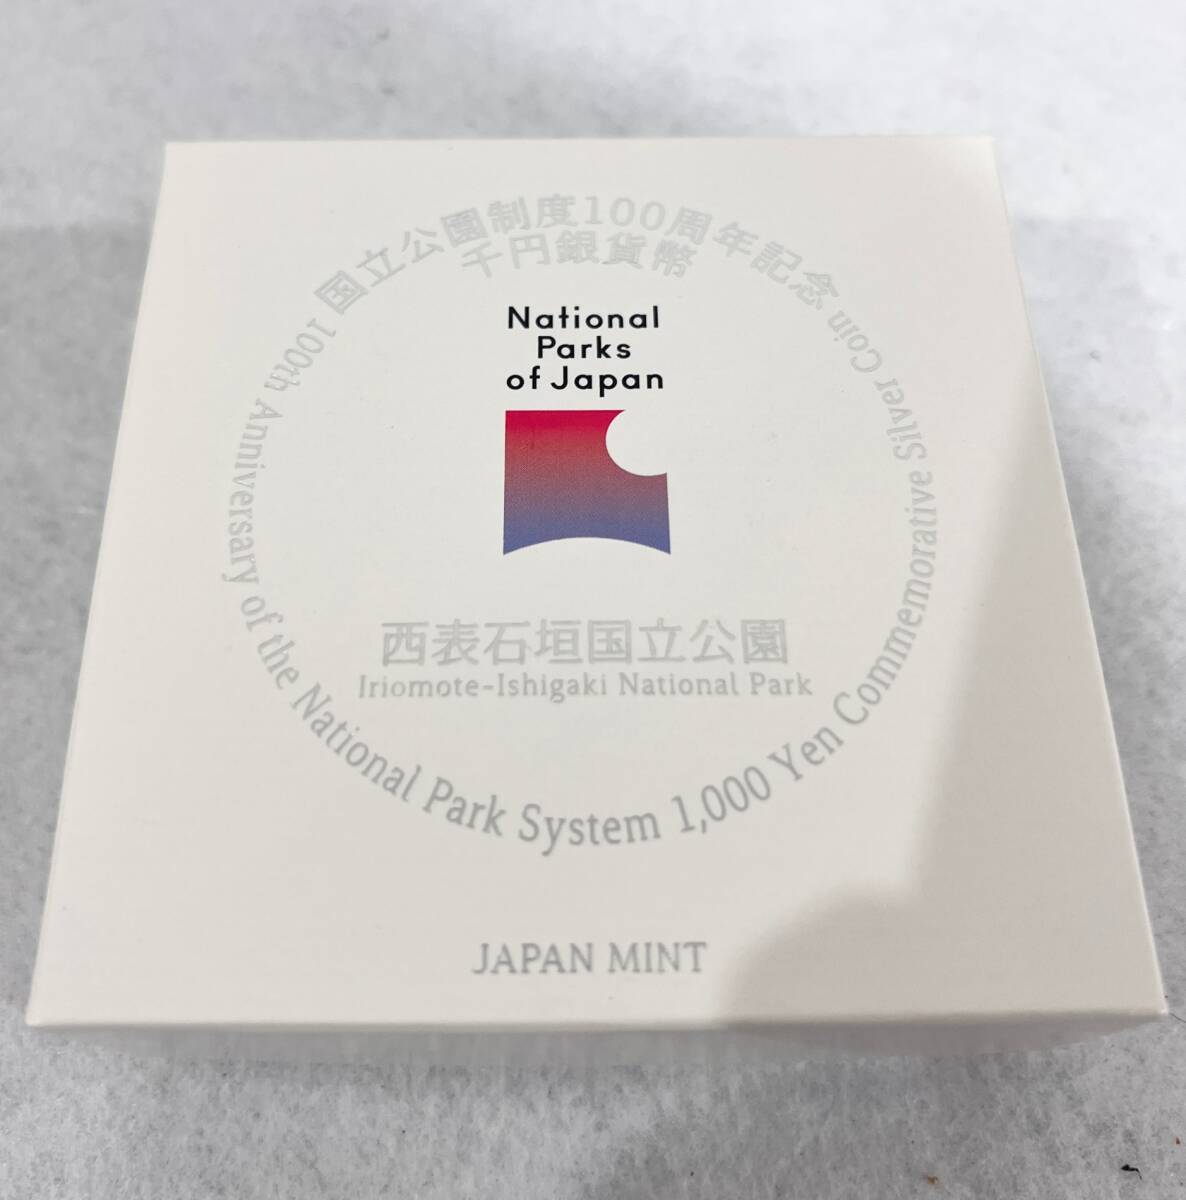 国立公園制度100周年記念
千円銀貨幣
National
Parks
of Japan
西表石垣国立公園
Iriomote-Ishigaki National Park
100th Anniversary of the National Park System 1,000 Yen Commemorative Silver Coin
JAPAN MINT